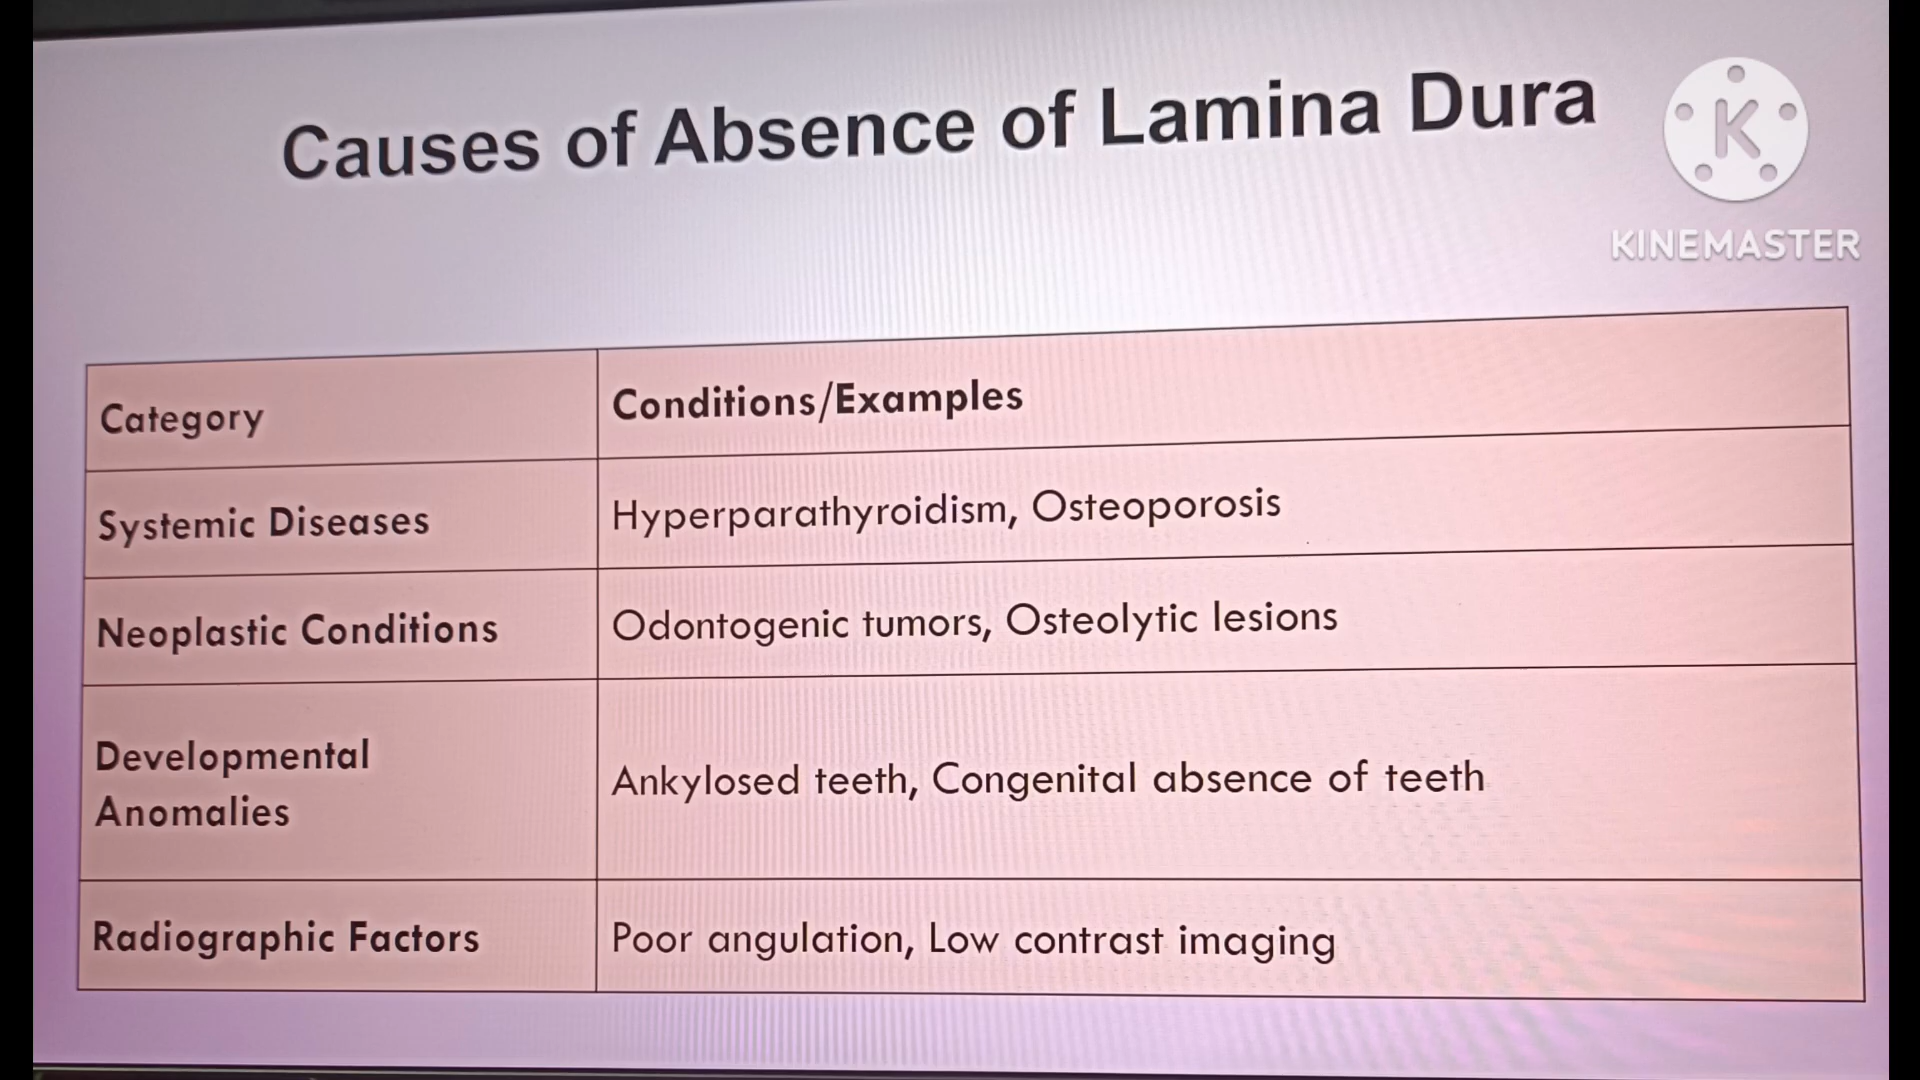 Causes of Absence of Lamina Dura
K
KINEMASTER
Category
Conditions/Examples
Systemic Diseases
Hyperparathyroidism, Osteoporosis
Neoplastic Conditions
Odontogenic tumors, Osteolytic lesions
Developmental
Anomalies
Ankylosed teeth, Congenital absence of teeth
Radiographic Factors
Poor angulation, Low contrast imaging